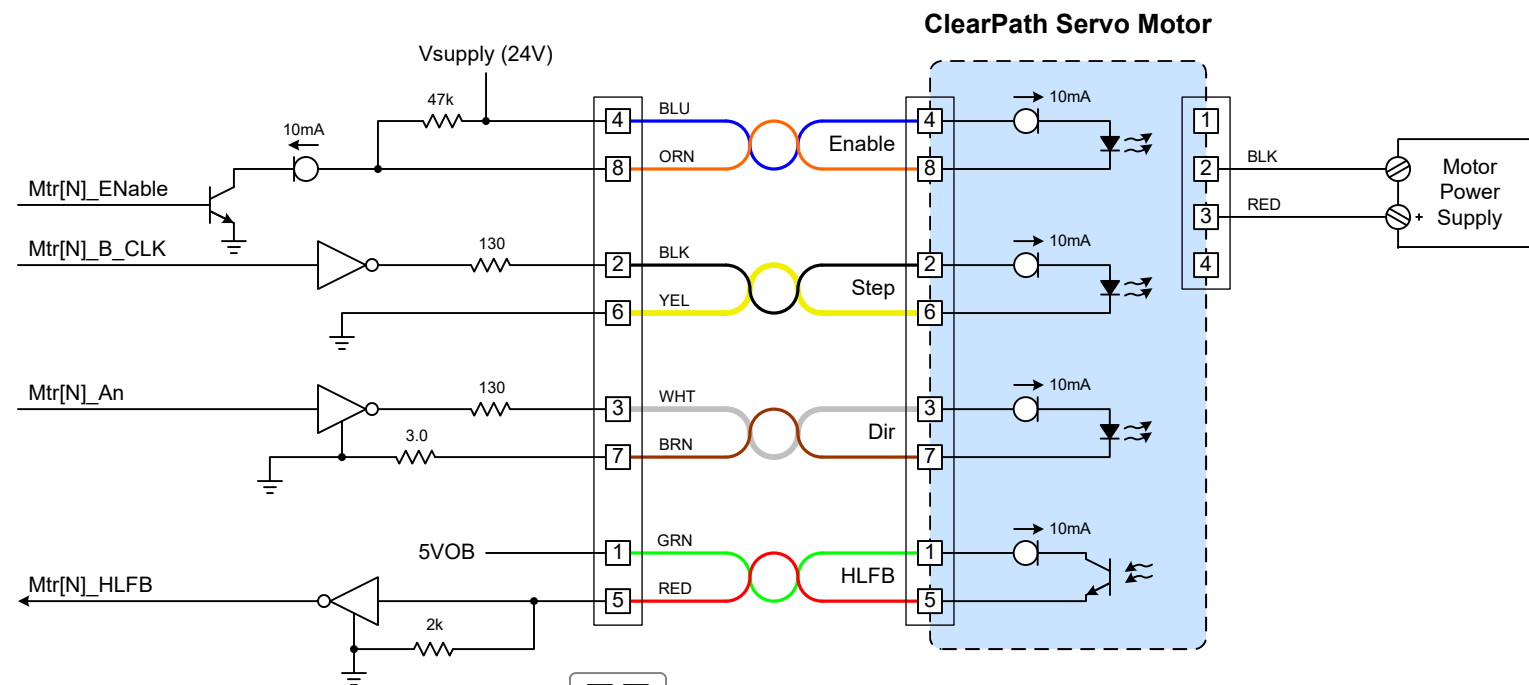 ClearPath Servo Motor
Vsupply (24V)
47k
10mA
Mtr[N]_ENable
4
BLU
8
ORN
Enable
4
8
10mA
1
2
3
4
BLK
RED
+
Motor
Power
Supply
Mtr[N]_B_CLK
130
2
BLK
6
YEL
Step
2
6
10mA
Mtr[N]_An
130
3.0
3
WHT
7
BRN
Dir
3
7
10mA
5VOB
1
GRN
5
RED
HLFB
1
5
10mA
Mtr[N]_HLFB
2k